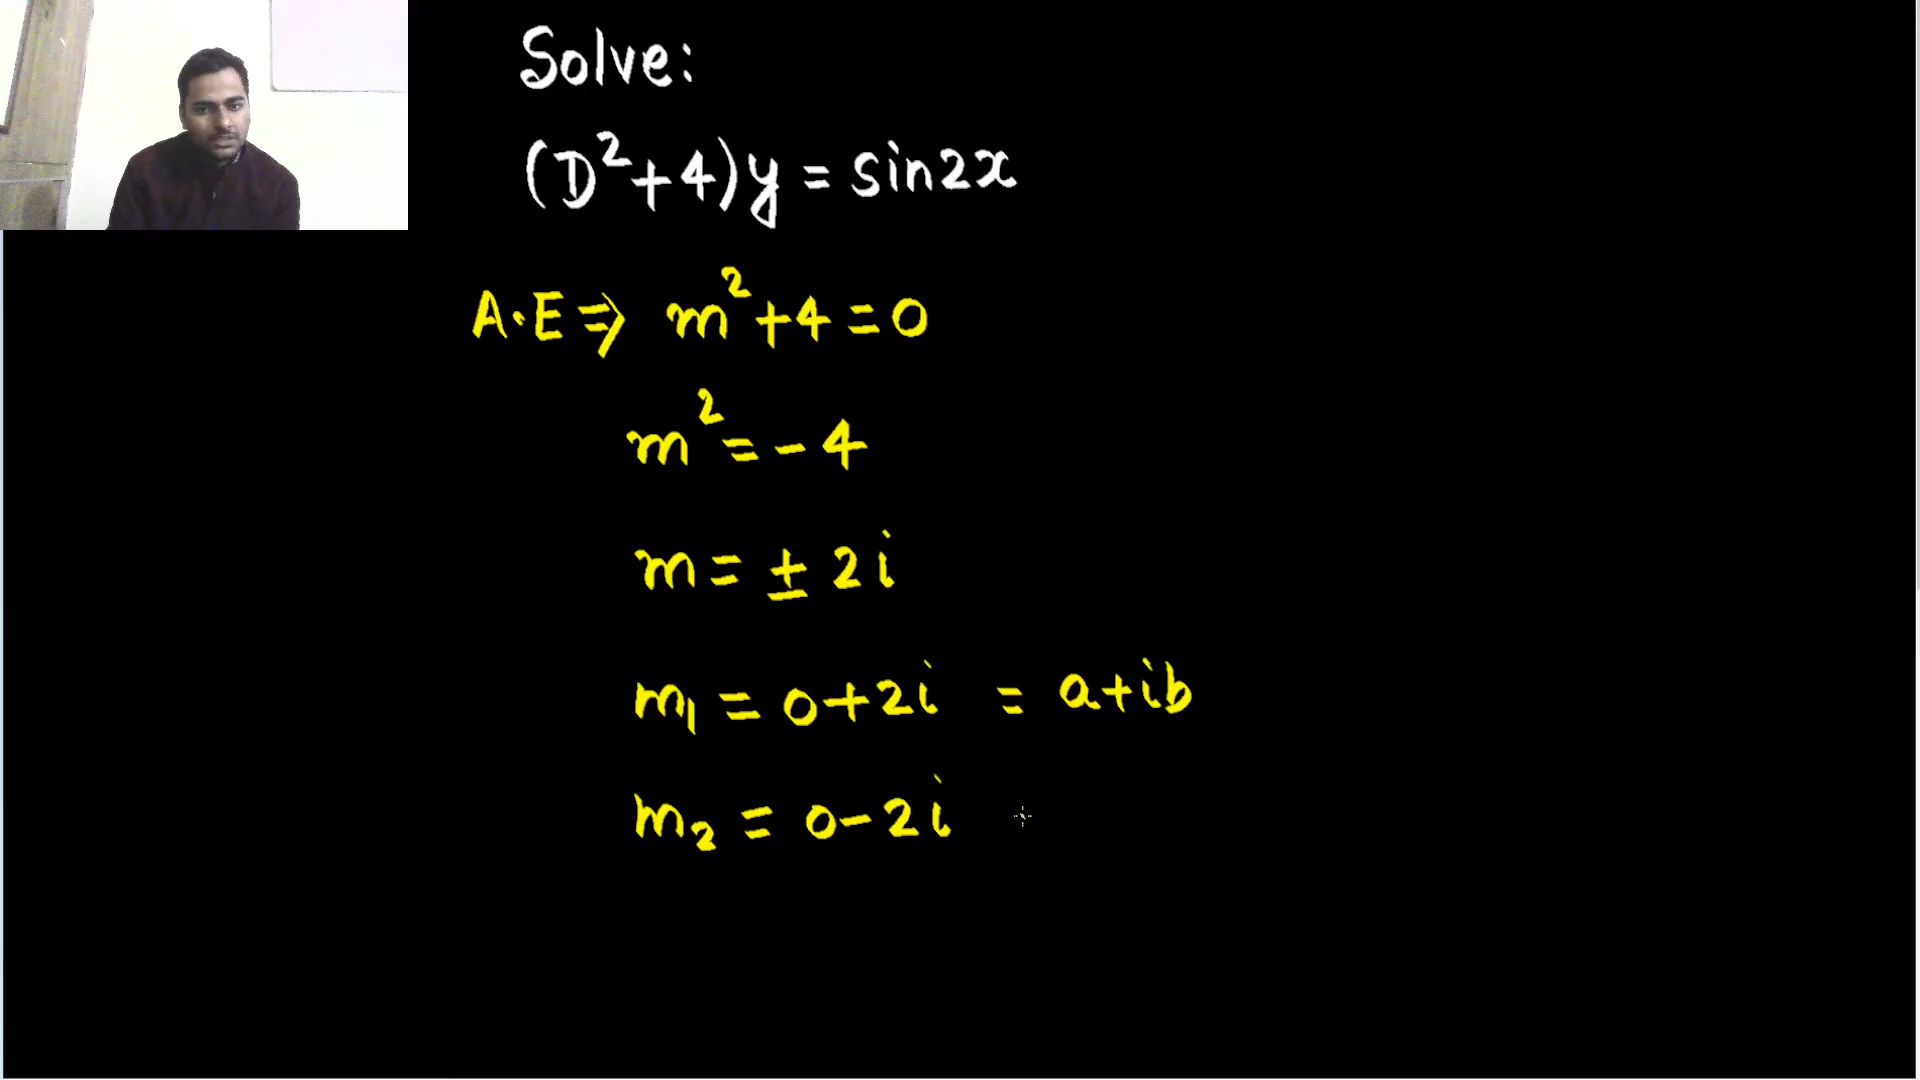 Solve:
(D²+4)y = sin2x
A.E ⇒ m²+4=0
m² = -4
m = ± 2i
m₁ = 0+2i = a+ib
m₂ = 0-2i